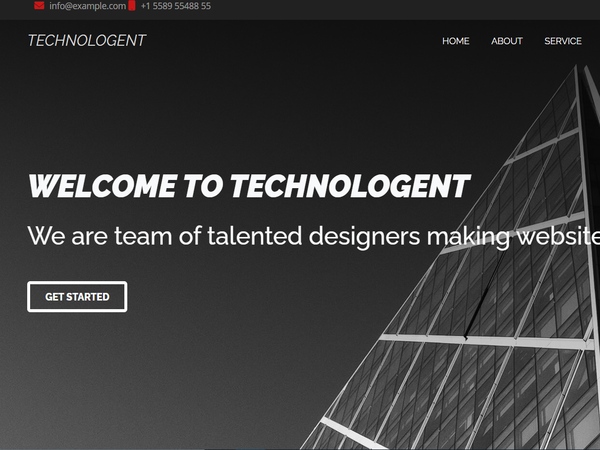 info@example.com +1 5589 55488 55
TECHNOLOGENT HOME ABOUT SERVICE
WELCOME TO TECHNOLOGENT
We are team of talented designers making website
GET STARTED